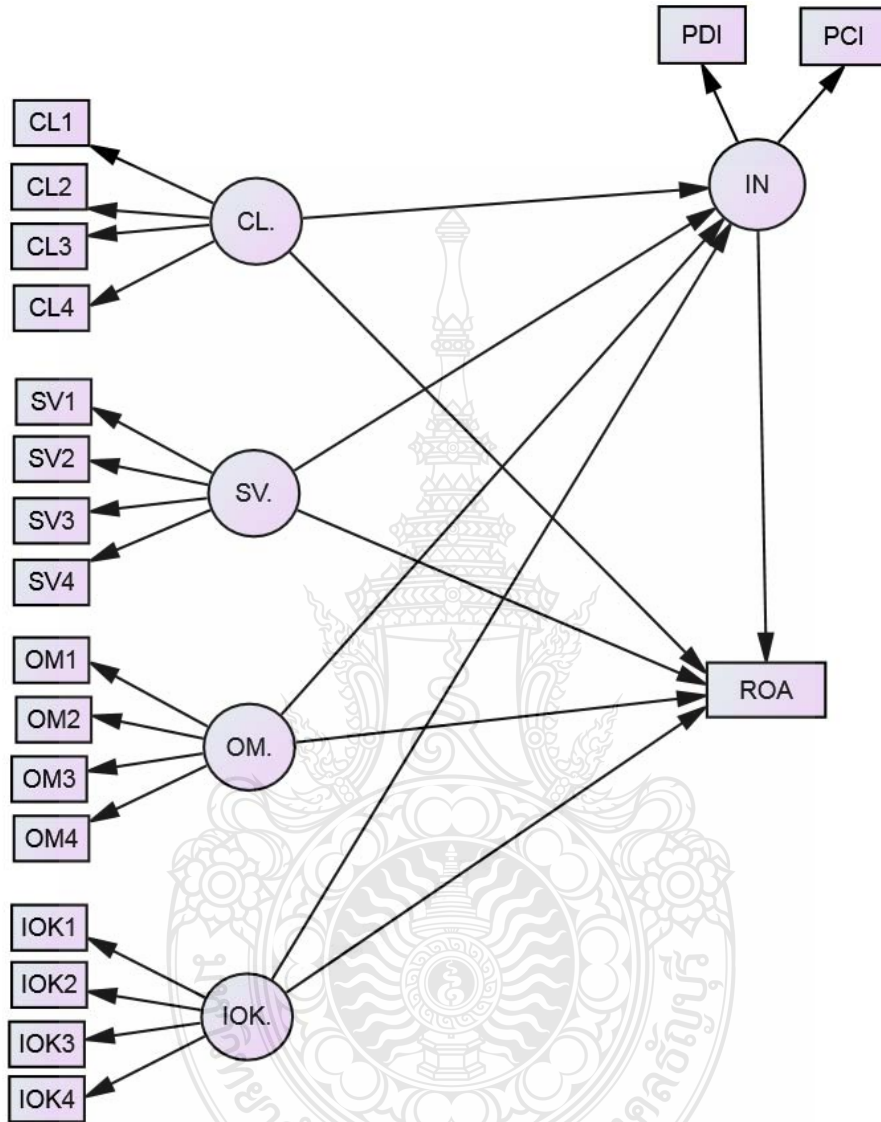 PDI
PCI
CL1
CL2
CL3
CL4
CL.
IN
SV1
SV2
SV3
SV4
SV.
OM1
OM2
OM3
OM4
OM.
ROA
IOK1
IOK2
IOK3
IOK4
IOK.